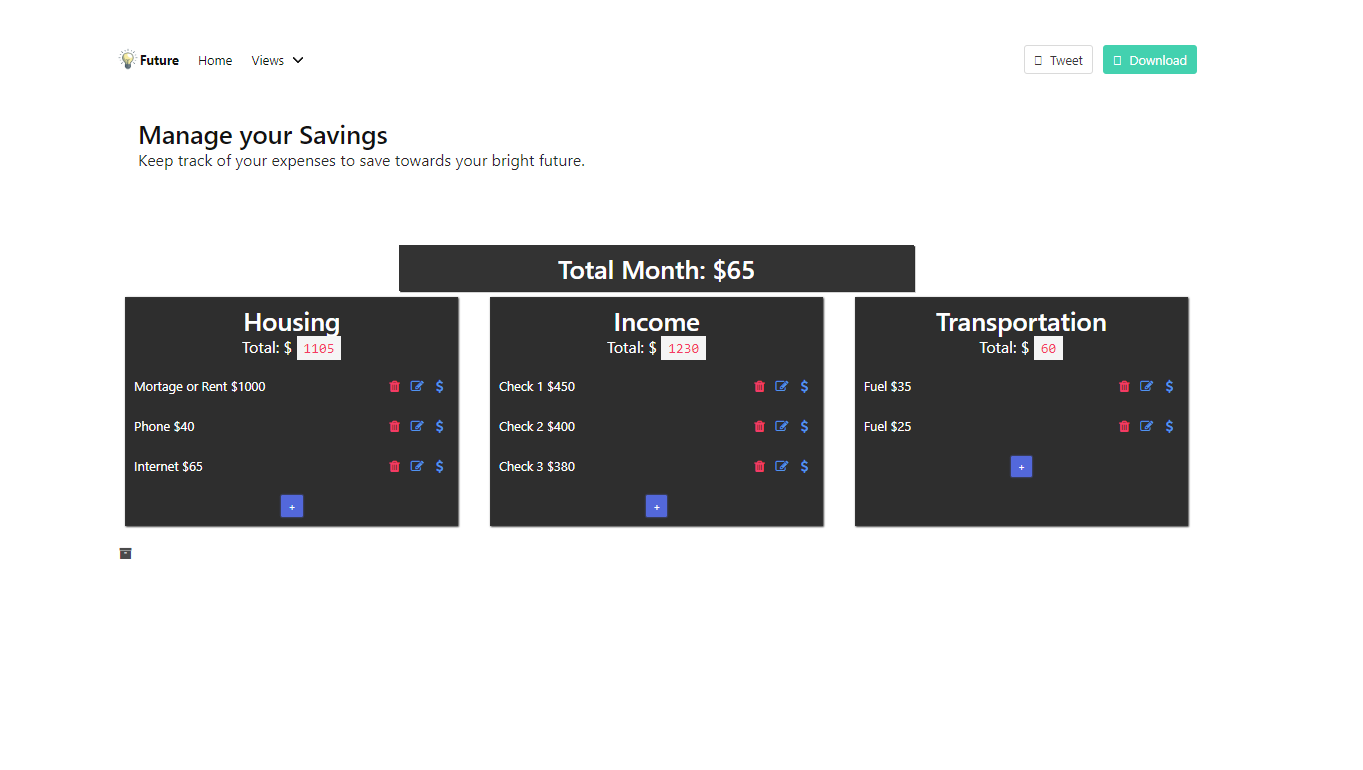 Future Home Views Tweet Download
Manage your Savings
Keep track of your expenses to save towards your bright future.
Total Month: $65
Housing
Total: $ 1105
Mortage or Rent $1000
Phone $40
Internet $65
+
Income
Total: $ 1230
Check 1 $450
Check 2 $400
Check 3 $380
+
Transportation
Total: $ 60
Fuel $35
Fuel $25
+